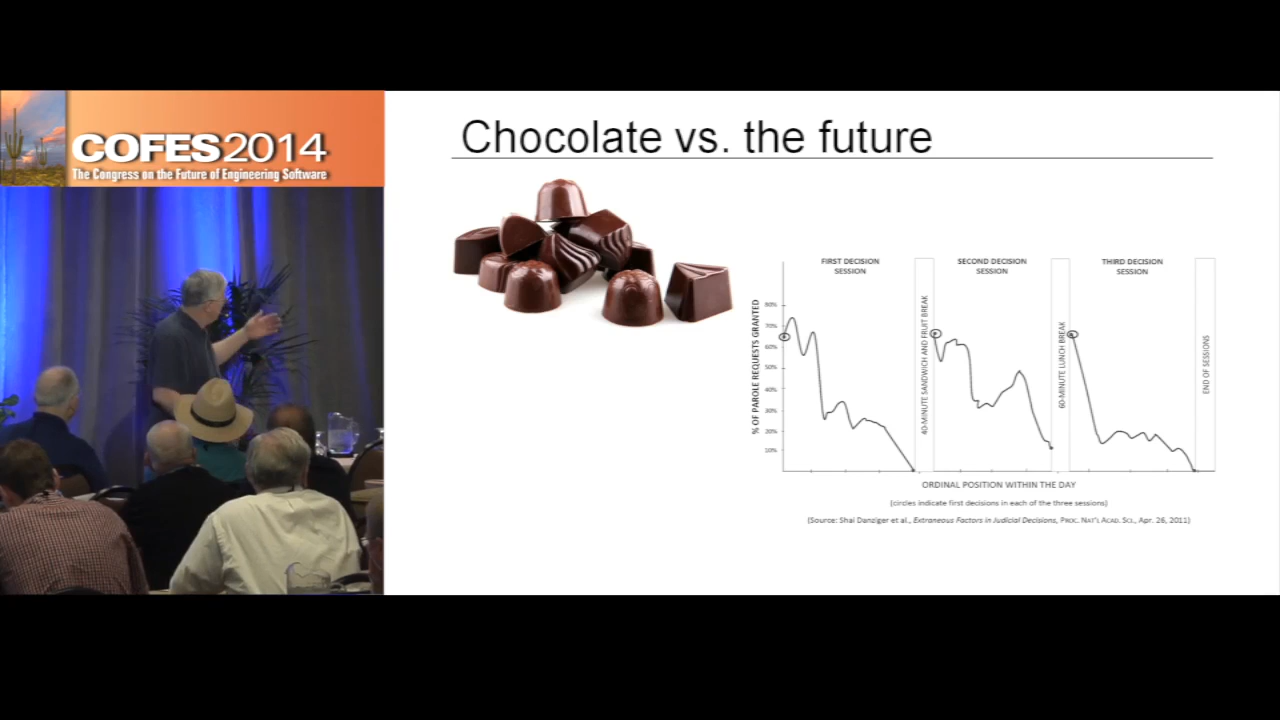 COFES2014
The Congress on the Future of Engineering Software
Chocolate vs. the future
FIRST DECISION
SESSION
SECOND DECISION
SESSION
THIRD DECISION
SESSION
% OF PAROLE REQUESTS GRANTED
80%
70%
60%
50%
40%
30%
20%
10%
40-MINUTE SANDWICH AND FRUIT BREAK
60-MINUTE LUNCH BREAK
END OF SESSIONS
ORDINAL POSITION WITHIN THE DAY
(circles indicate first decisions in each of the three sessions)
(Source: Shai Danziger et al., Extraneous Factors in Judicial Decisions, PROC. NAT'L ACAD. SCI., Apr. 26, 2011)